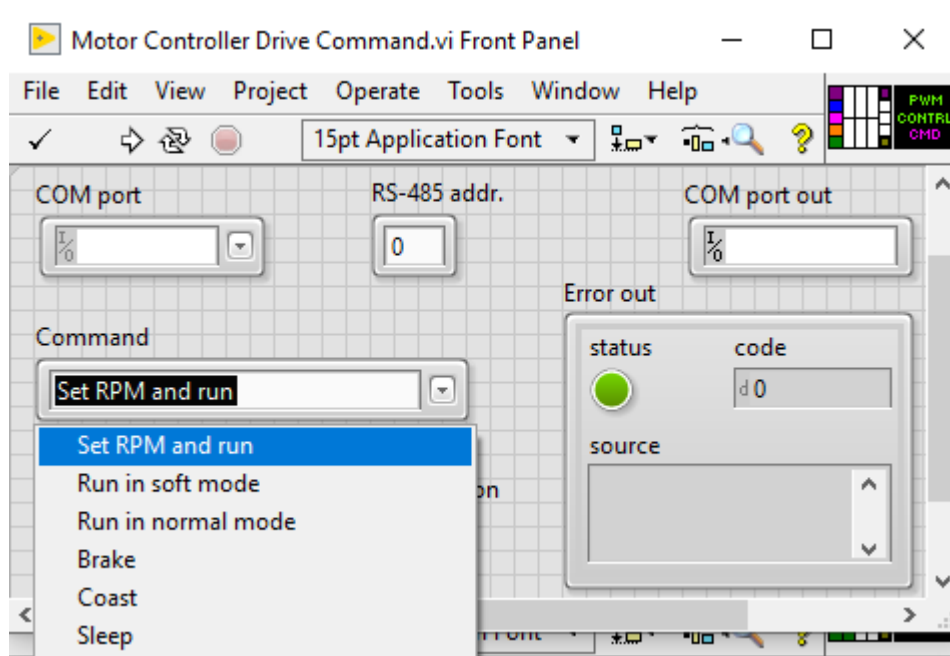 Motor Controller Drive Command.vi Front Panel
File Edit View Project Operate Tools Window Help
15pt Application Font
PWM
CONTRL
CMD
COM port
RS-485 addr.
COM port out
I/O
0
I/O
Error out
Command
status
code
Set RPM and run
d 0
Set RPM and run
source
Run in soft mode
on
Run in normal mode
Brake
Coast
Sleep